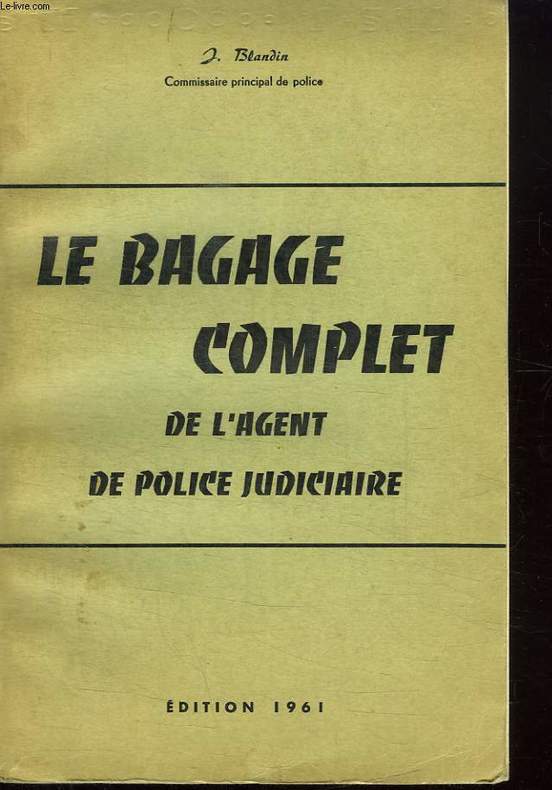 Le-livre.com
J. Blandin
Commissaire principal de police
LE BAGAGE
COMPLET
DE L'AGENT
DE POLICE JUDICIAIRE
ÉDITION 1961